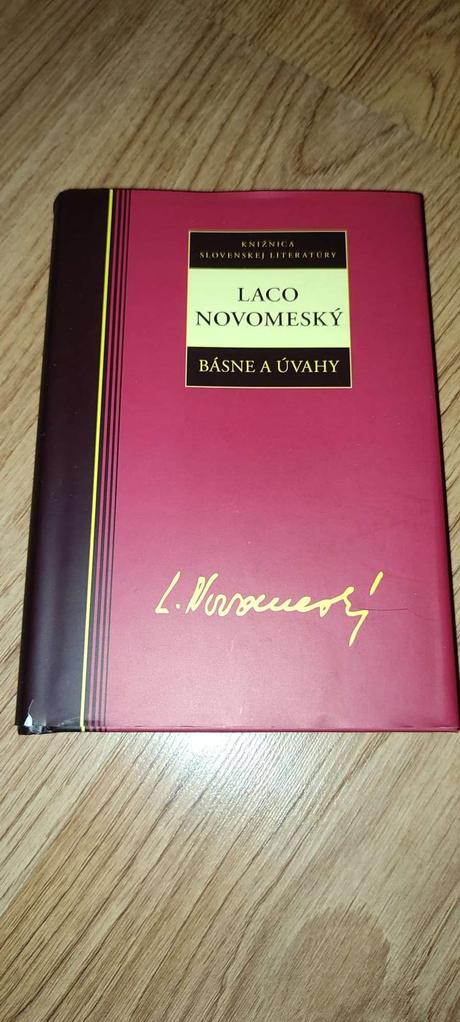 KNIŽNICA
SLOVENSKEJ LITERATÚRY
LACO
NOVOMESKÝ
BÁSNE A ÚVAHY
L. Novomeský